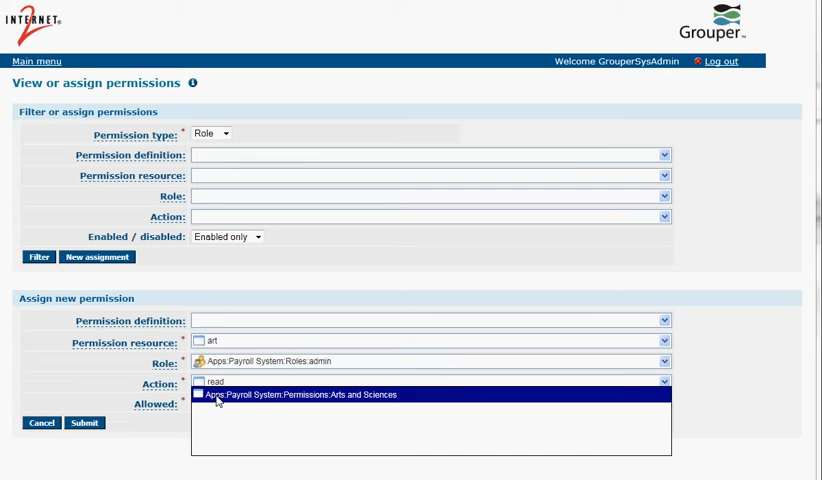 INTERNET®
2
Grouper™
Main menu
Welcome GrouperSysAdmin
Log out
View or assign permissions
Filter or assign permissions
Permission type: * Role
Permission definition:
Permission resource:
Role:
Action:
Enabled / disabled: Enabled only
Filter
New assignment
Assign new permission
Permission definition:
Permission resource: * art
Role: * Apps:Payroll System:Roles:admin
Action: * read
Apps:Payroll System:Permissions:Arts and Sciences
Allowed: *
Cancel
Submit